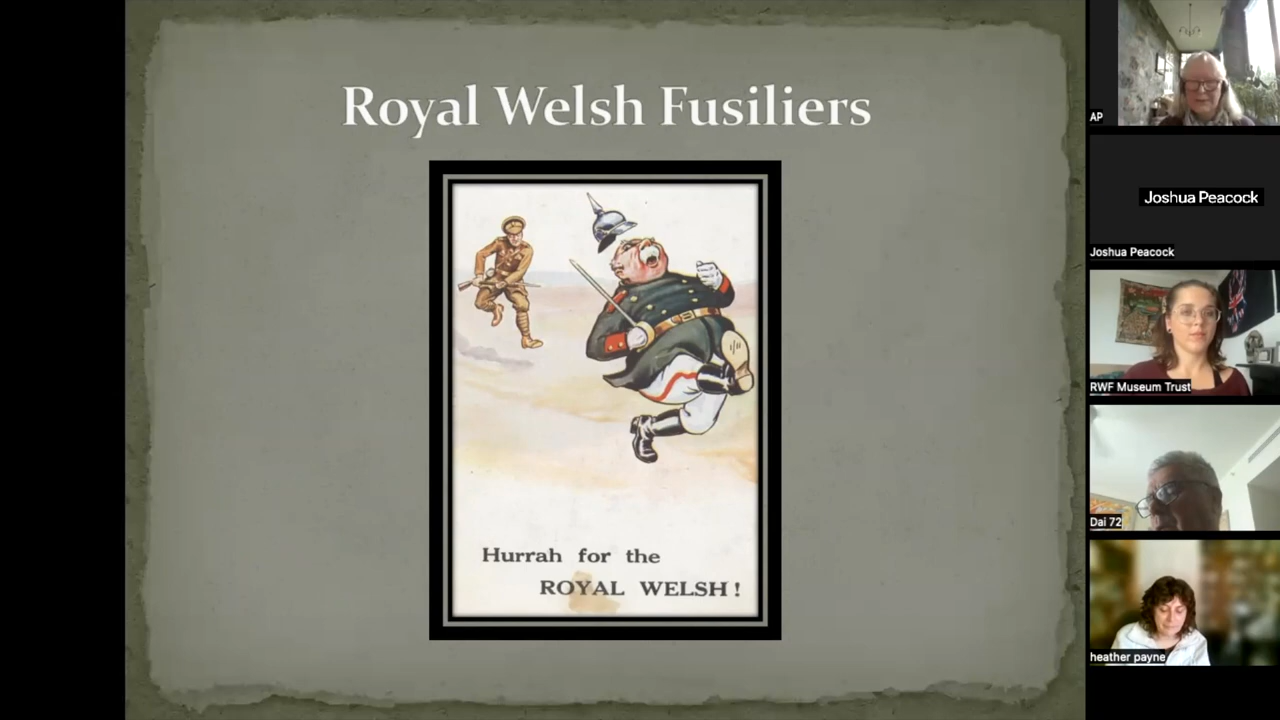 Royal Welsh Fusiliers
Hurrah for the
ROYAL WELSH!
AP
Joshua Peacock
Joshua Peacock
RWF Museum Trust
Dai 72
heather payne